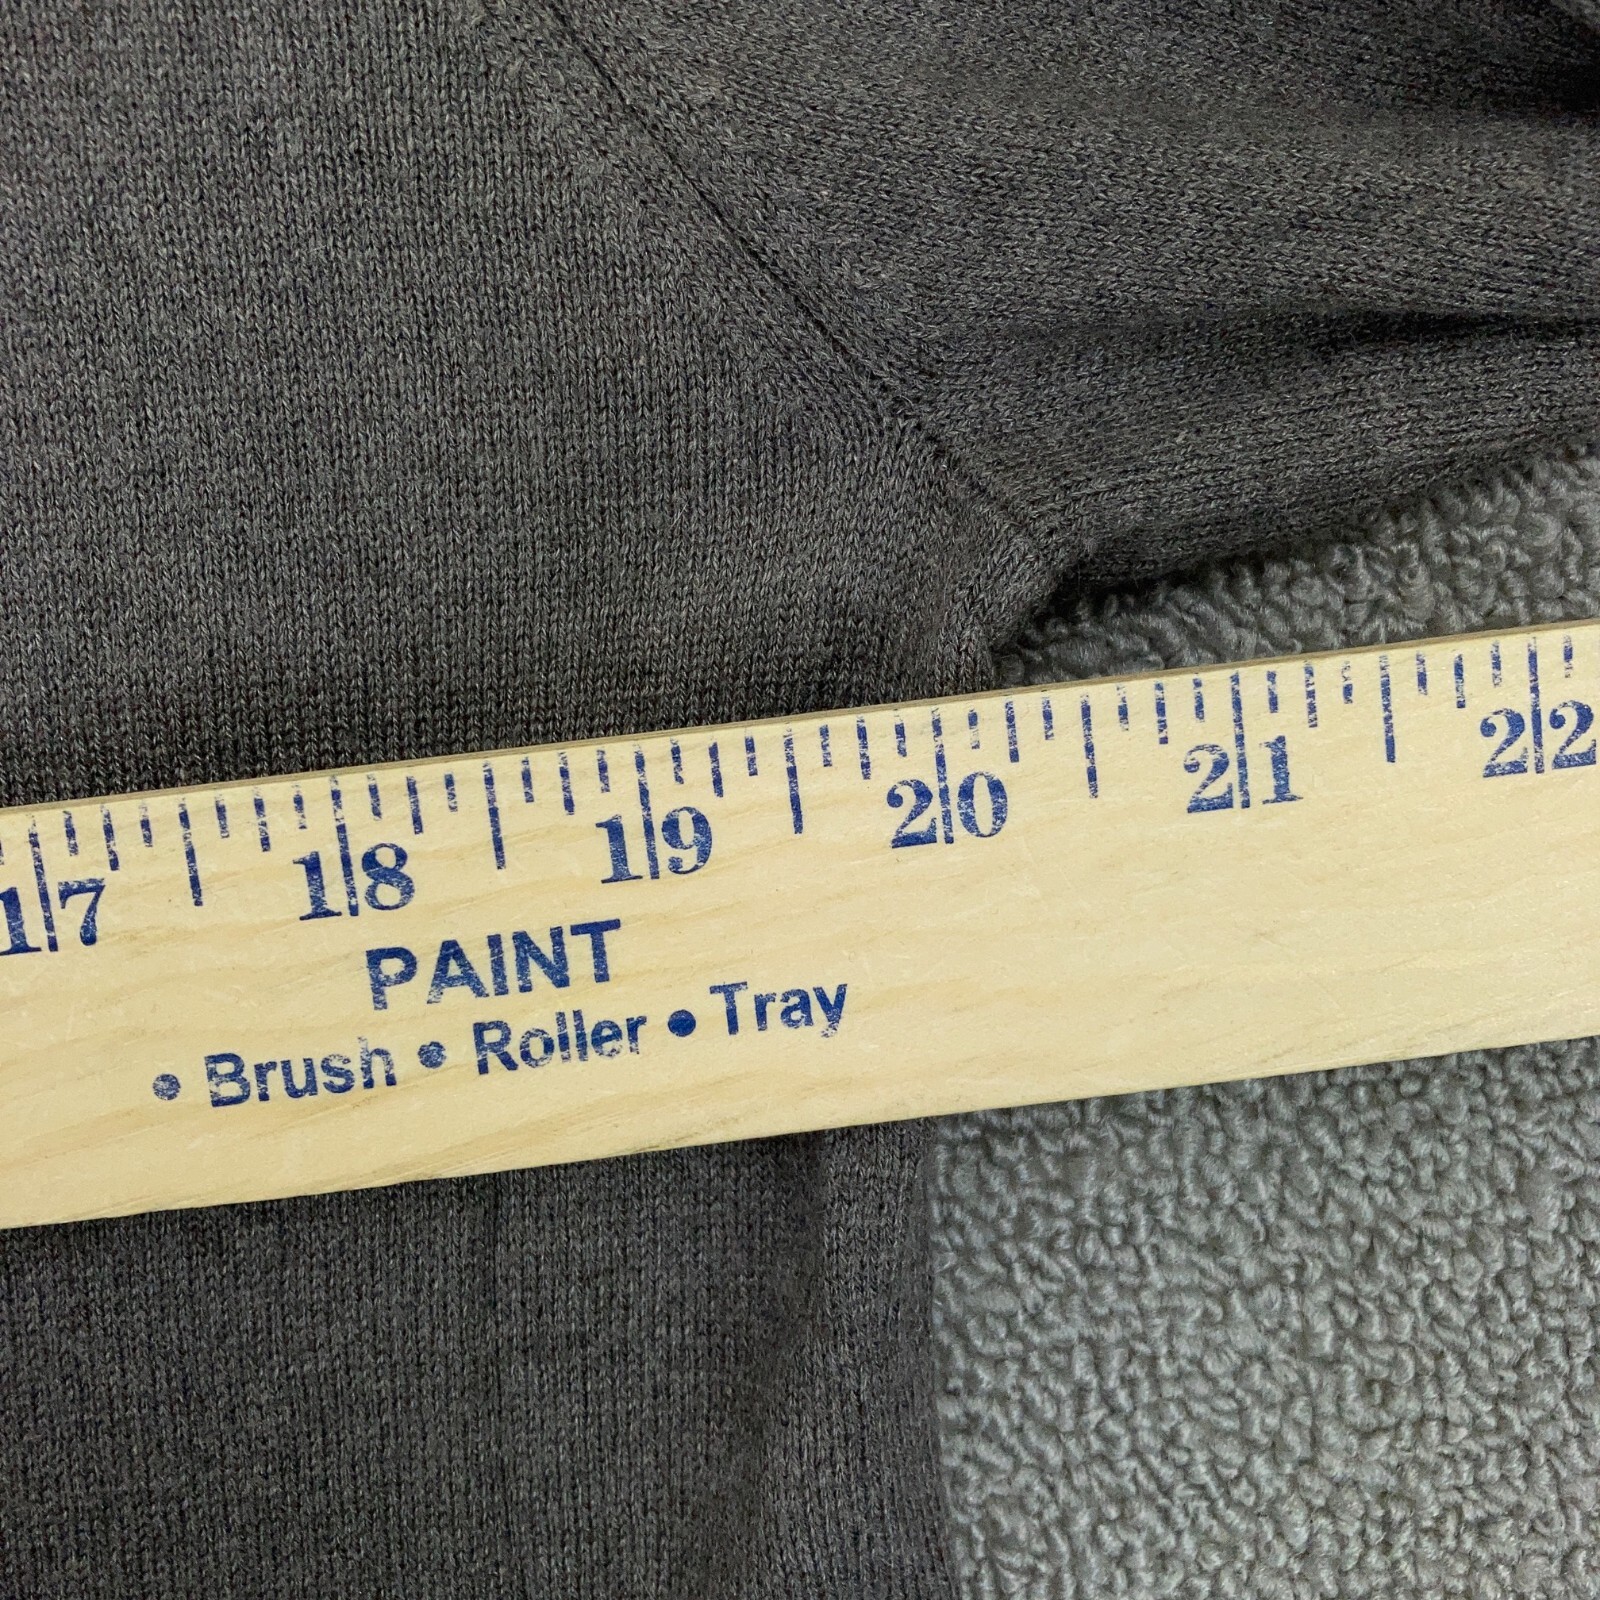 17 18 19 20 21 22
PAINT
• Brush • Roller • Tray